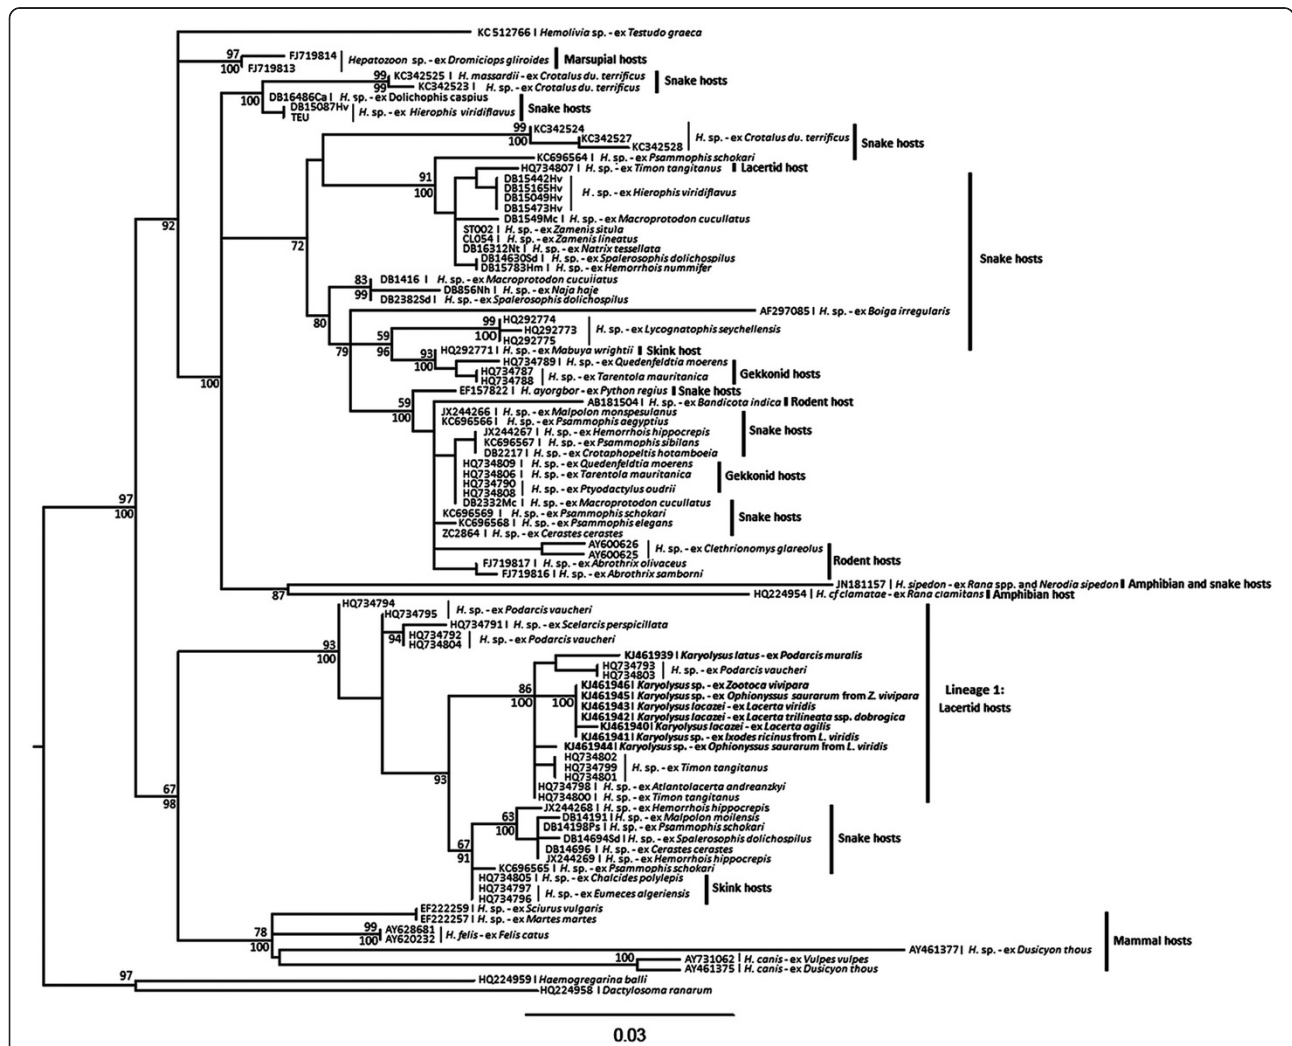 KC 512766 I Hemolivia sp. - ex Testudo graeca
97
100
FJ719814
FJ719813
Hepatozoon sp. - ex Dromiciops gliroides
Marsupial hosts
99
99
KC342525 I H. massardii - ex Crotalus du. terrificus
KC342523 I H. sp. - ex Crotalus du. terrificus
Snake hosts
100
DB16486Ca I H. sp. - ex Dolichophis caspius
DB15087Hv
TEU
H. sp. - ex Hierophis viridiflavus
Snake hosts
99
100
KC342524
KC342527
KC342528
H. sp. - ex Crotalus du. terrificus
Snake hosts
KC696564 I H. sp. - ex Psammophis schokari
91
100
HQ734807 I H. sp. - ex Timon tangitanus
Lacertid host
DB15442Hv
DB15165Hv
DB15049Hv
DB15473Hv
H . sp. - ex Hierophis viridiflavus
DB1549Mc I H. sp. - ex Macroprotodon cucullatus
92
ST002 I H. sp. - ex Zamenis situla
CL054 I H. sp. - ex Zamenis lineatus
72
DB16312Nt I H. sp. - ex Natrix tessellata
DB14630Sd I H. sp. - ex Spalerosophis dolichospilus
DB15783Hm I H. sp. - ex Hemorrhois nummifer
Snake hosts
83
99
DB1416 I H. sp. - ex Macroprotodon cucullatus
DB856Nh I H. sp. - ex Naja haje
DB2382Sd I H. sp. - ex Spalerosophis dolichospilus
80
AF297085 I H. sp. - ex Boiga irregularis
99
100
HQ292774
HQ292773
HQ292775
H. sp. - ex Lycognatophis seychellensis
59
96
79
HQ292771 I H. sp. - ex Mabuya wrightii
Skink host
93
100
HQ734789 I H. sp. - ex Quedenfeldtia moerens
HQ734787
HQ734788
H. sp. - ex Tarentola mauritanica
Gekkonid hosts
100
EF157822 I H. ayorgbor - ex Python regius
Snake hosts
59
100
AB181504 I H. sp. - ex Bandicota indica
Rodent host
JX244266 I H. sp. - ex Malpolon monspesulanus
KC696566 I H. sp. - ex Psammophis aegyptius
JX244267 I H. sp. - ex Hemorrhois hippocrepis
KC696567 I H. sp. - ex Psammophis sibilans
DB2217 I H. sp. - ex Crotaphopeltis hotamboeia
Snake hosts
HQ734809 I H. sp. - ex Quedenfeldtia moerens
HQ734806 I H. sp. - ex Tarentola mauritanica
HQ734790
HQ734808
H. sp. - ex Ptyodactylus oudrii
Gekkonid hosts
DB2332Mc I H. sp. - ex Macroprotodon cucullatus
KC696569 I H. sp. - ex Psammophis schokari
KC696568 I H. sp. - ex Psammophis elegans
ZC2864 I H. sp. - ex Cerastes cerastes
Snake hosts
97
100
AY600626
AY600625
H. sp. - ex Clethrionomys glareolus
FJ719817 I H. sp. - ex Abrothrix olivaceus
FJ719816 I H. sp. - ex Abrothrix samborni
Rodent hosts
JN181157 I H. sipedon - ex Rana spp. and Nerodia sipedon
Amphibian and snake hosts
87
HQ224954 I H. cf clamatae - ex Rana clamitans
Amphibian host
HQ734794
HQ734795
H. sp. - ex Podarcis vaucheri
94
HQ734791 I H. sp. - ex Scelarcis perspicillata
HQ734792
HQ734804
H. sp. - ex Podarcis vaucheri
93
100
KJ461939 I Karyolysus latus - ex Podarcis muralis
HQ734793
HQ734803
H. sp. - ex Podarcis vaucheri
86
100
100
KJ461946 I Karyolysus sp. - ex Zootoca vivipara
KJ461945 I Karyolysus sp. - ex Ophionyssus saurarum from Z. vivipara
KJ461943 I Karyolysus lacazei - ex Lacerta viridis
KJ461942 I Karyolysus lacazei - ex Lacerta trilineata ssp. dobrogica
KJ461940 I Karyolysus lacazei - ex Lacerta agilis
KJ461941 I Karyolysus sp. - ex Ixodes ricinus from L. viridis
KJ461944 I Karyolysus sp. - ex Ophionyssus saurarum from L. viridis
Lineage 1:
Lacertid hosts
HQ734802
HQ734799
HQ734801
H. sp. - ex Timon tangitanus
93
HQ734798 I H. sp. - ex Atlantolacerta andreanzkyi
HQ734800 I H. sp. - ex Timon tangitanus
67
98
JX244268 I H. sp. - ex Hemorrhois hippocrepis
63
100
DB14191 I H. sp. - ex Malpolon moilensis
DB14198Ps I H. sp. - ex Psammophis schokari
DB14694Sd I H. sp. - ex Spalerosophis dolichospilus
DB14696 I H. sp. - ex Cerastes cerastes
JX244269 I H. sp. - ex Hemorrhois hippocrepis
Snake hosts
67
91
KC696565 I H. sp. - ex Psammophis schokari
HQ734805 I H. sp. - ex Chalcides polylepis
HQ734797
HQ734796
H. sp. - ex Eumeces algeriensis
Skink hosts
EF222259 I H. sp. - ex Sciurus vulgaris
EF222257 I H. sp. - ex Martes martes
78
100
99
100
AY628681
AY620232
H. felis - ex Felis catus
AY461377 I H. sp. - ex Dusicyon thous
100
AY731062 I H. canis - ex Vulpes vulpes
AY461375 I H. canis - ex Dusicyon thous
Mammal hosts
97
HQ224959 I Haemogregarina balli
HQ224958 I Dactylosoma ranarum
0.03